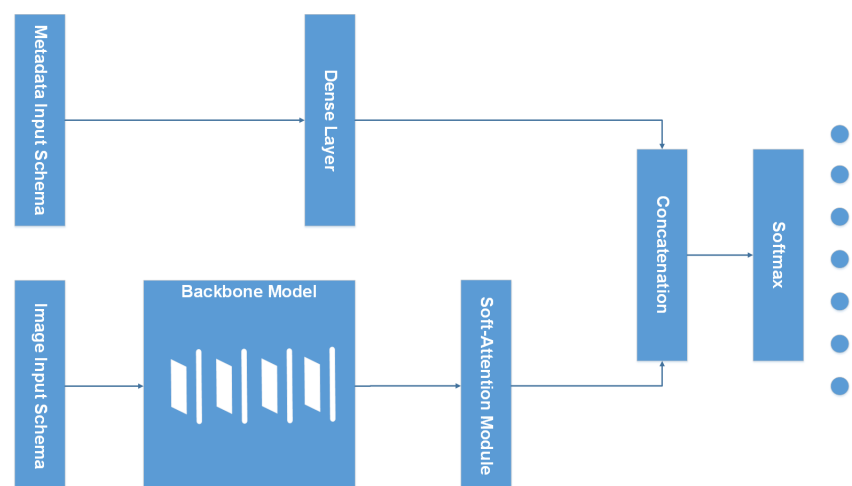 Metadata Input Schema
Dense Layer
Concatenation
Softmax
Image Input Schema
Backbone Model
Soft-Attention Module